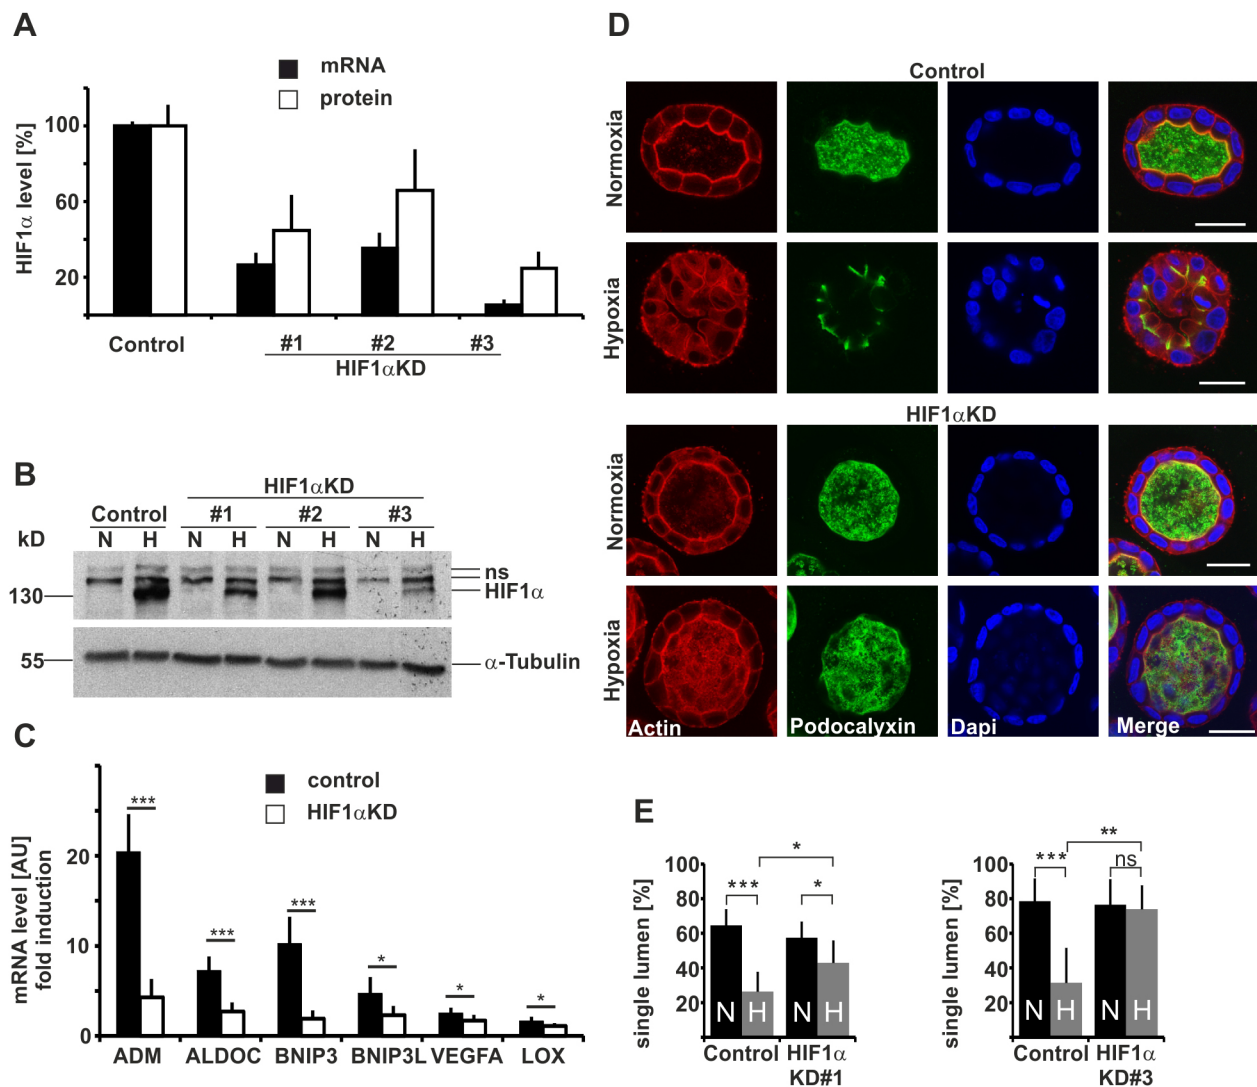 A
mRNA
protein
HIF1α level [%]
100
60
20
Control
#1
#2
#3
HIF1αKD
B
HIF1αKD
Control
#1
#2
#3
kD
N
H
N
H
N
H
N
H
ns
HIF1α
130
55
α-Tubulin
C
control
HIF1αKD
mRNA level [AU]
fold induction
20
10
0
***
***
***
*
*
*
ADM
ALDOC
BNIP3
BNIP3L
VEGFA
LOX
D
Control
Normoxia
Hypoxia
HIF1αKD
Normoxia
Hypoxia
Actin
Podocalyxin
Dapi
Merge
E
single lumen [%]
100
80
60
40
20
*
***
*
N
H
N
H
Control
HIF1α
KD#1
single lumen [%]
100
80
60
40
20
**
***
ns
N
H
N
H
Control
HIF1α
KD#3